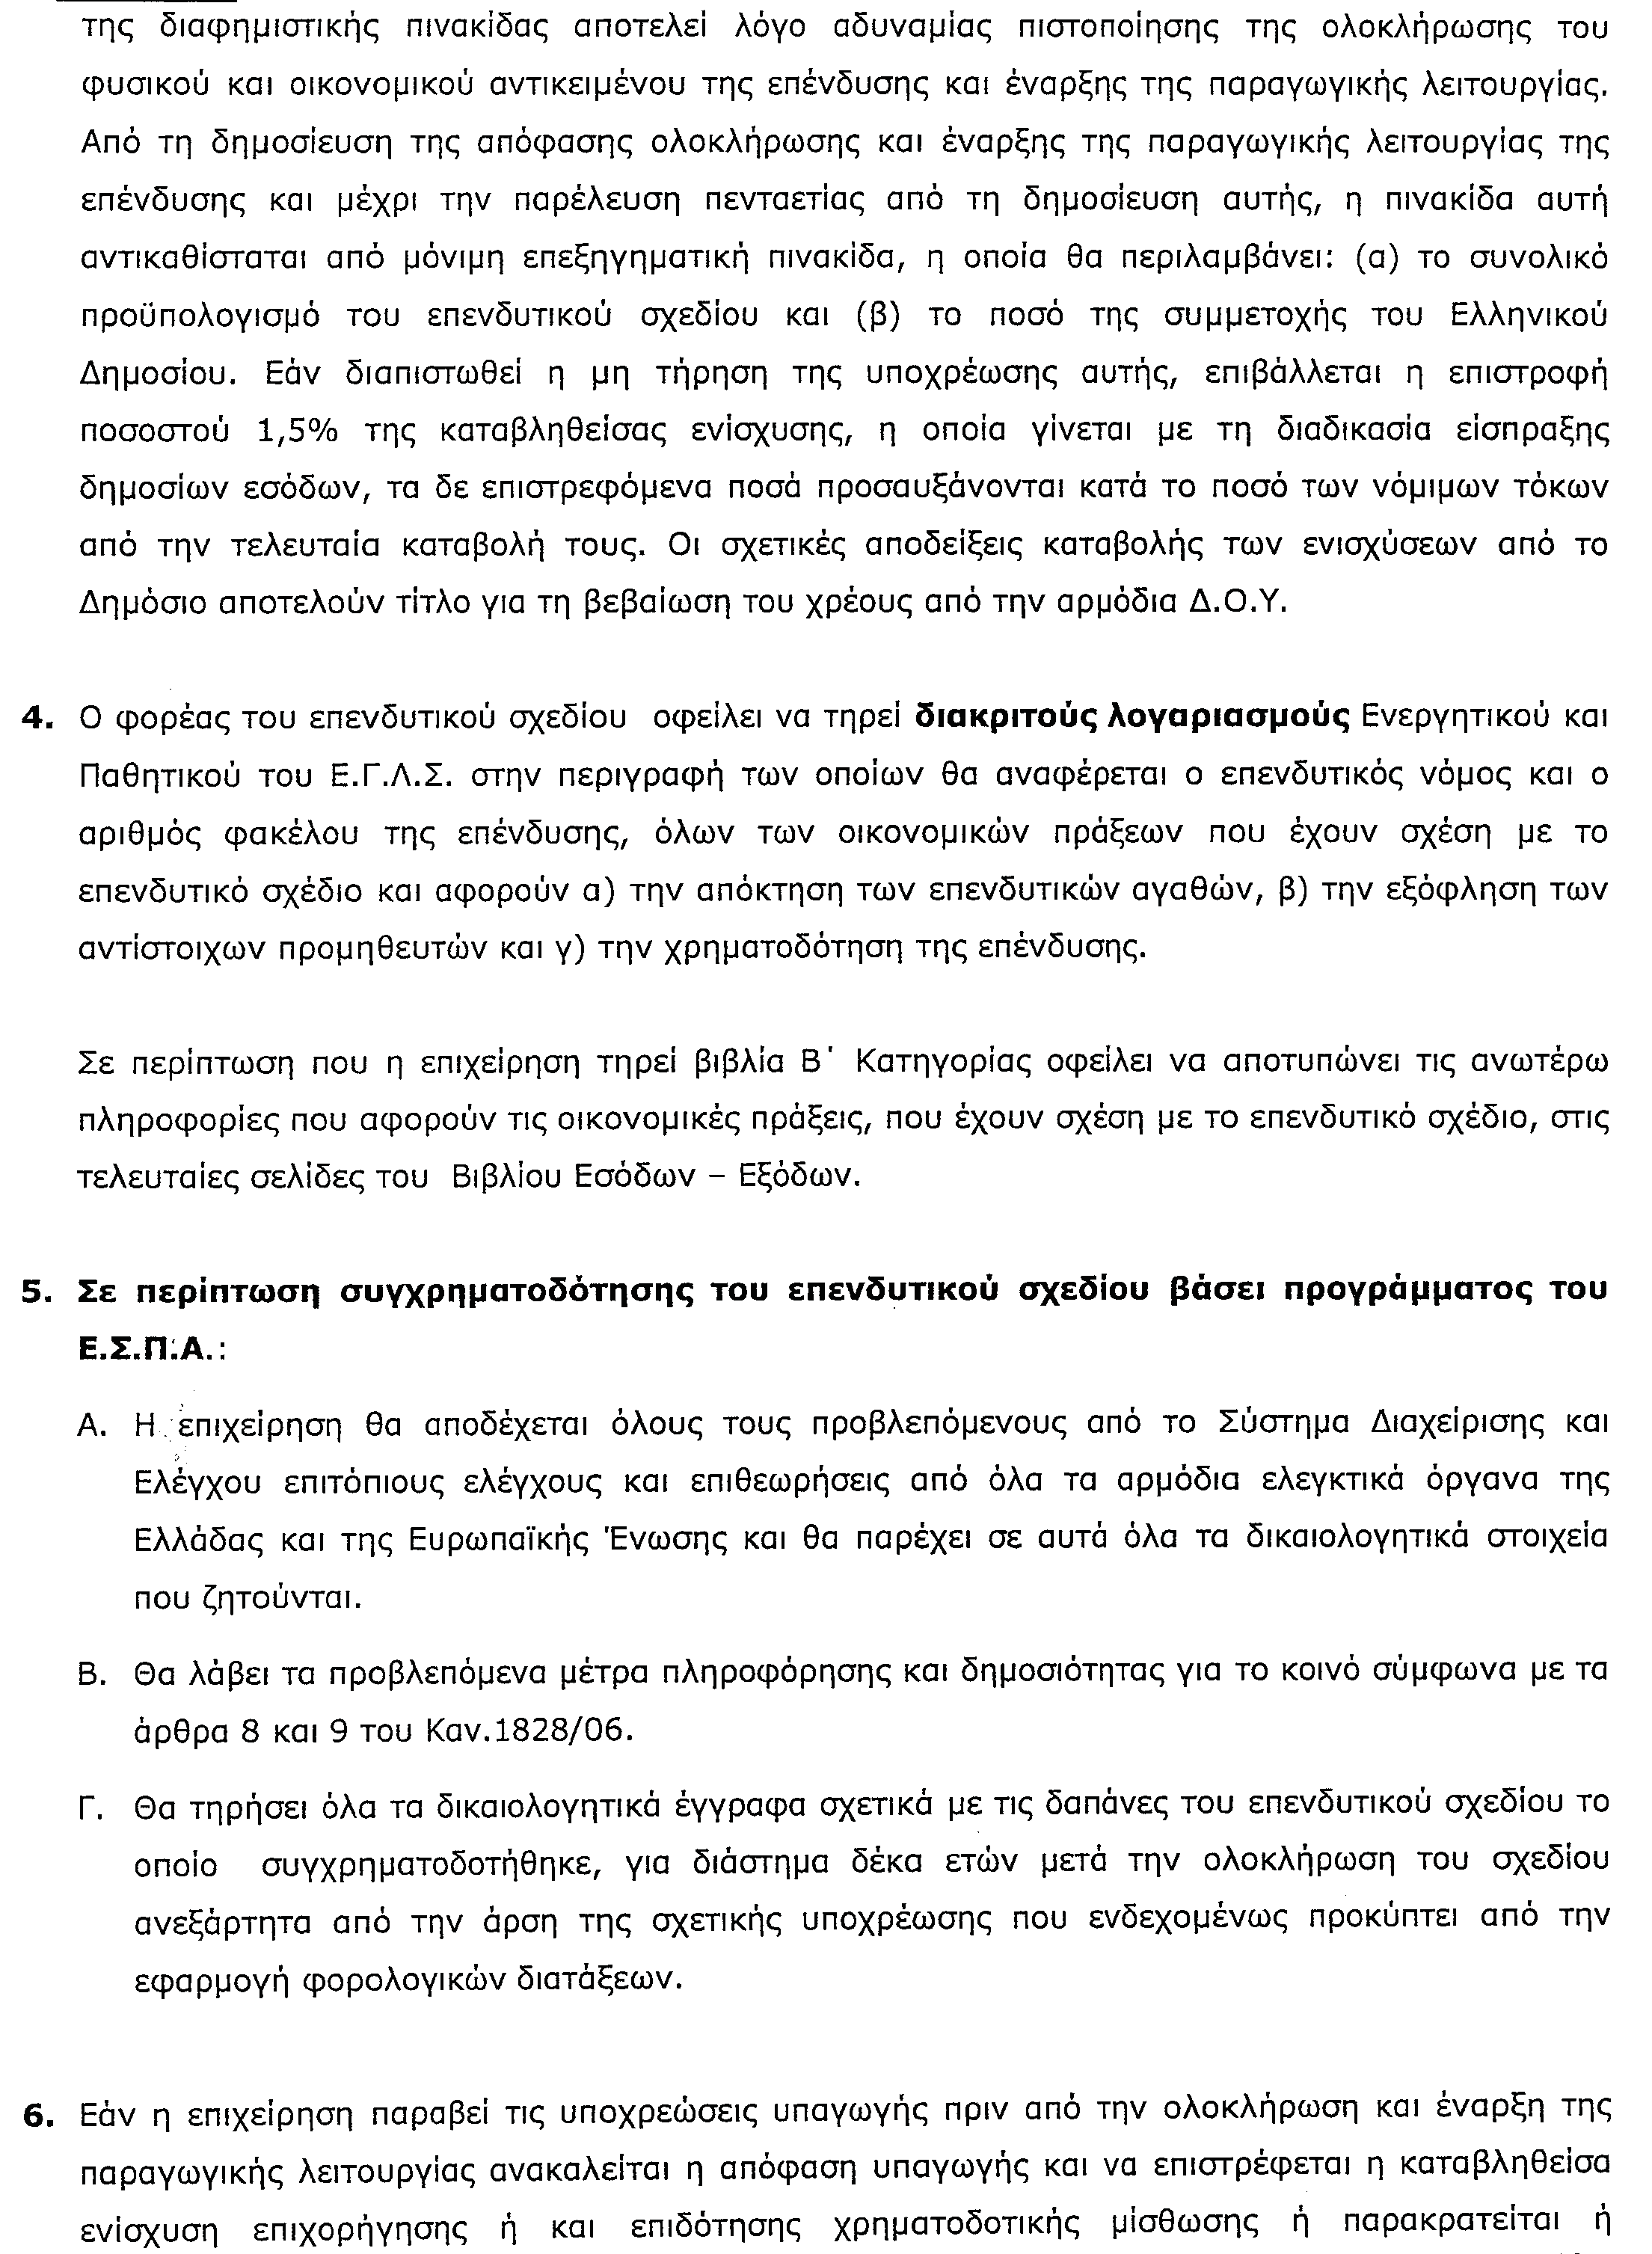 της διαφημιστικής πινακίδας αποτελεί λόγο αδυναμίας πιστοποίησης της ολοκλήρωσης του
φυσικού και οικονομικού αντικειμένου της επένδυσης και έναρξης της παραγωγικής λειτουργίας.
Από τη δημοσίευση της απόφασης ολοκλήρωσης και έναρξης της παραγωγικής λειτουργίας της
επένδυσης και μέχρι την παρέλευση πενταετίας από τη δημοσίευση αυτής, η πινακίδα αυτή
αντικαθίσταται από μόνιμη επεξηγηματική πινακίδα, η οποία θα περιλαμβάνει: (α) το συνολικό
προϋπολογισμό του επενδυτικού σχεδίου και (β) το ποσό της συμμετοχής του Ελληνικού
Δημοσίου. Εάν διαπιστωθεί η μη τήρηση της υποχρέωσης αυτής, επιβάλλεται η επιστροφή
ποσοστού 1,5% της καταβληθείσας ενίσχυσης, η οποία γίνεται με τη διαδικασία είσπραξης
δημοσίων εσόδων, τα δε επιστρεφόμενα ποσά προσαυξάνονται κατά το ποσό των νόμιμων τόκων
από την τελευταία καταβολή τους. Οι σχετικές αποδείξεις καταβολής των ενισχύσεων από το
Δημόσιο αποτελούν τίτλο για τη βεβαίωση του χρέους από την αρμόδια Δ.Ο.Υ.
4. Ο φορέας του επενδυτικού σχεδίου οφείλει να τηρεί διακριτούς λογαριασμούς Ενεργητικού και
Παθητικού του Ε.Γ.Λ.Σ. στην περιγραφή των οποίων θα αναφέρεται ο επενδυτικός νόμος και ο
αριθμός φακέλου της επένδυσης, όλων των οικονομικών πράξεων που έχουν σχέση με το
επενδυτικό σχέδιο και αφορούν α) την απόκτηση των επενδυτικών αγαθών, β) την εξόφληση των
αντίστοιχων προμηθευτών και γ) την χρηματοδότηση της επένδυσης.
Σε περίπτωση που η επιχείρηση τηρεί βιβλία Β΄ Κατηγορίας οφείλει να αποτυπώνει τις ανωτέρω
πληροφορίες που αφορούν τις οικονομικές πράξεις, που έχουν σχέση με το επενδυτικό σχέδιο, στις
τελευταίες σελίδες του Βιβλίου Εσόδων – Εξόδων.
5. Σε περίπτωση συγχρηματοδότησης του επενδυτικού σχεδίου βάσει προγράμματος του
Ε.Σ.Π.Α.:
Α. Η επιχείρηση θα αποδέχεται όλους τους προβλεπόμενους από το Σύστημα Διαχείρισης και
Ελέγχου επιτόπιους ελέγχους και επιθεωρήσεις από όλα τα αρμόδια ελεγκτικά όργανα της
Ελλάδας και της Ευρωπαϊκής Ένωσης και θα παρέχει σε αυτά όλα τα δικαιολογητικά στοιχεία
που ζητούνται.
Β. Θα λάβει τα προβλεπόμενα μέτρα πληροφόρησης και δημοσιότητας για το κοινό σύμφωνα με τα
άρθρα 8 και 9 του Καν.1828/06.
Γ. Θα τηρήσει όλα τα δικαιολογητικά έγγραφα σχετικά με τις δαπάνες του επενδυτικού σχεδίου το
οποίο συγχρηματοδοτήθηκε, για διάστημα δέκα ετών μετά την ολοκλήρωση του σχεδίου
ανεξάρτητα από την άρση της σχετικής υποχρέωσης που ενδεχομένως προκύπτει από την
εφαρμογή φορολογικών διατάξεων.
6. Εάν η επιχείρηση παραβεί τις υποχρεώσεις υπαγωγής πριν από την ολοκλήρωση και έναρξη της
παραγωγικής λειτουργίας ανακαλείται η απόφαση υπαγωγής και να επιστρέφεται η καταβληθείσα
ενίσχυση επιχορήγησης ή και επιδότησης χρηματοδοτικής μίσθωσης ή παρακρατείται ή